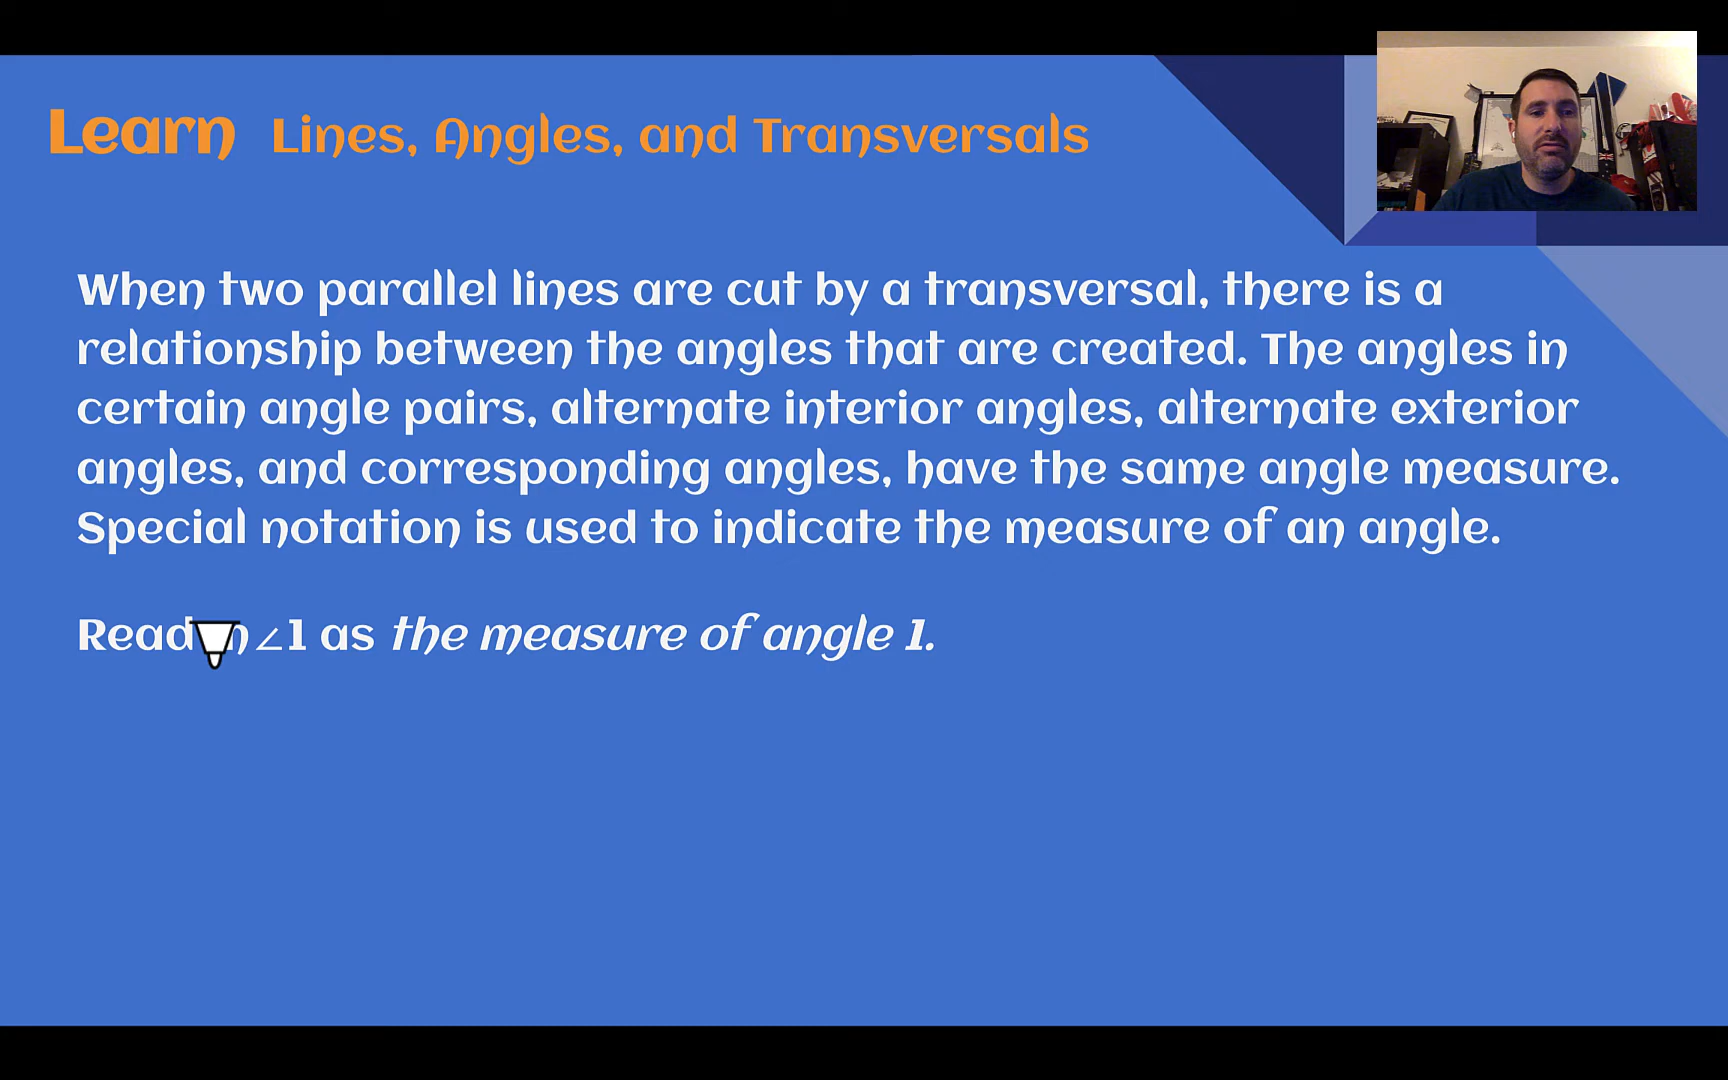 Learn Lines, Angles, and Transversals
When two parallel lines are cut by a transversal, there is a
relationship between the angles that are created. The angles in
certain angle pairs, alternate interior angles, alternate exterior
angles, and corresponding angles, have the same angle measure.
Special notation is used to indicate the measure of an angle.
Read ∠1 as the measure of angle 1.